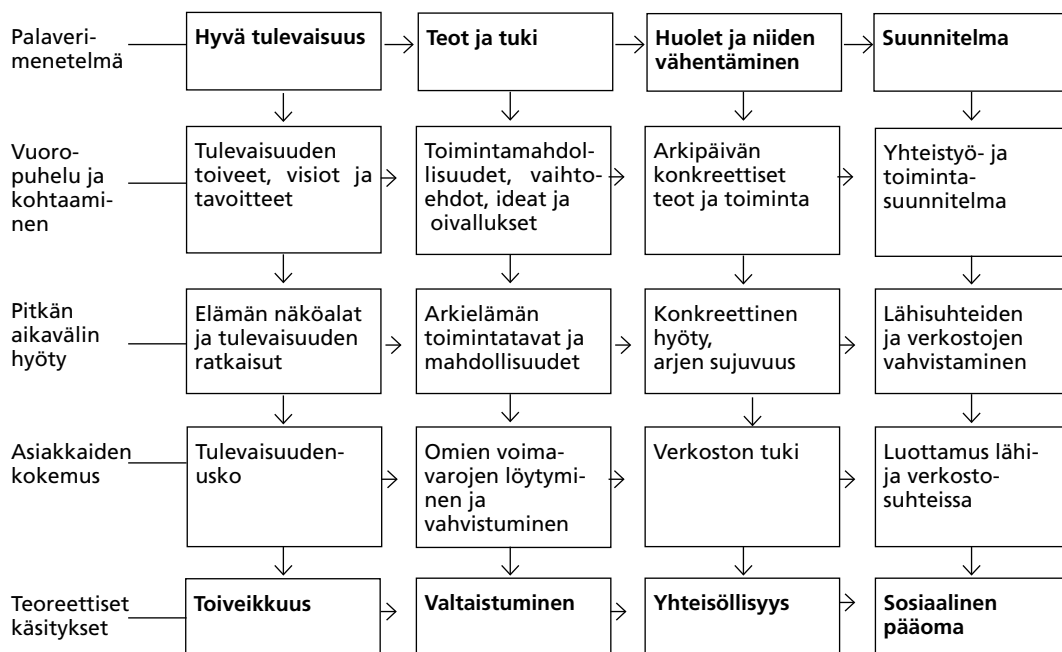 Palaveri-
menetelmä
Hyvä tulevaisuus
Teot ja tuki
Huolet ja niiden
vähentäminen
Suunnitelma
Vuoro-
puhelu ja
kohtaami-
nen
Tulevaisuuden
toiveet, visiot ja
tavoitteet
Toimintamahdol-
lisuudet, vaihto-
ehdot, ideat ja
oivallukset
Arkipäivän
konkreettiset
teot ja toiminta
Yhteistyö- ja
toiminta-
suunnitelma
Pitkän
aikavälin
hyöty
Elämän näköalat
ja tulevaisuuden
ratkaisut
Arkielämän
toimintatavat ja
mahdollisuudet
Konkreettinen
hyöty,
arjen sujuvuus
Lähisuhteiden
ja verkostojen
vahvistaminen
Asiakkaiden
kokemus
Tulevaisuuden-
usko
Omien voima-
varojen löytymi-
nen ja
vahvistuminen
Verkoston tuki
Luottamus lähi-
ja verkosto-
suhteissa
Teoreettiset
käsitykset
Toiveikkuus
Valtaistuminen
Yhteisöllisyys
Sosiaalinen
pääoma